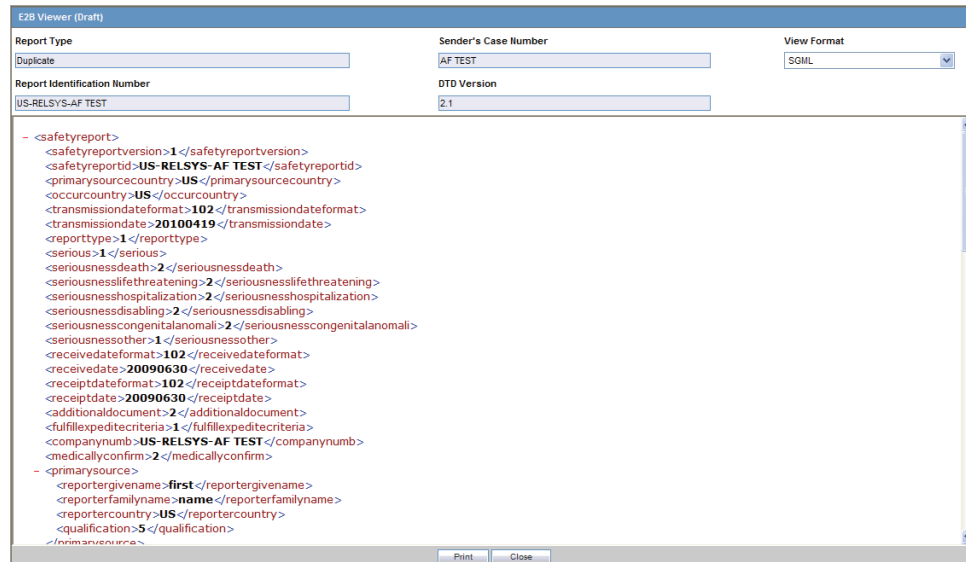 E2B Viewer (Draft)
Report Type Sender's Case Number View Format
Duplicate AF TEST SGML
Report Identification Number DTD Version
US-RELSYS-AF TEST 2.1
- <safetyreport>
<safetyreportversion>1</safetyreportversion>
<safetyreportid>US-RELSYS-AF TEST</safetyreportid>
<primarysourcecountry>US</primarysourcecountry>
<occurcountry>US</occurcountry>
<transmissiondateformat>102</transmissiondateformat>
<transmissiondate>20100419</transmissiondate>
<reporttype>1</reporttype>
<serious>1</serious>
<seriousnessdeath>2</seriousnessdeath>
<seriousnesslifethreatening>2</seriousnesslifethreatening>
<seriousnesshospitalization>2</seriousnesshospitalization>
<seriousnessdisabling>2</seriousnessdisabling>
<seriousnesscongenitalanomali>2</seriousnesscongenitalanomali>
<seriousnessother>1</seriousnessother>
<receivedateformat>102</receivedateformat>
<receivedate>20090630</receivedate>
<receiptdateformat>102</receiptdateformat>
<receiptdate>20090630</receiptdate>
<additionaldocument>2</additionaldocument>
<fulfillexpeditecriteria>1</fulfillexpeditecriteria>
<companynumb>US-RELSYS-AF TEST</companynumb>
<medicallyconfirm>2</medicallyconfirm>
- <primarysource>
<reportergivename>first</reportergivename>
<reporterfamilyname>name</reporterfamilyname>
<reportercountry>US</reportercountry>
<qualification>5</qualification>
</primarysource>
Print Close